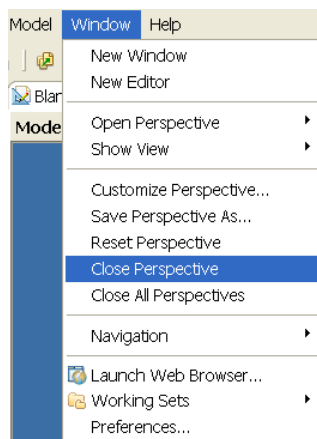 Model Window Help
New Window
New Editor
Blar
Mode
Open Perspective
Show View
Customize Perspective...
Save Perspective As...
Reset Perspective
Close Perspective
Close All Perspectives
Navigation
Launch Web Browser...
Working Sets
Preferences...